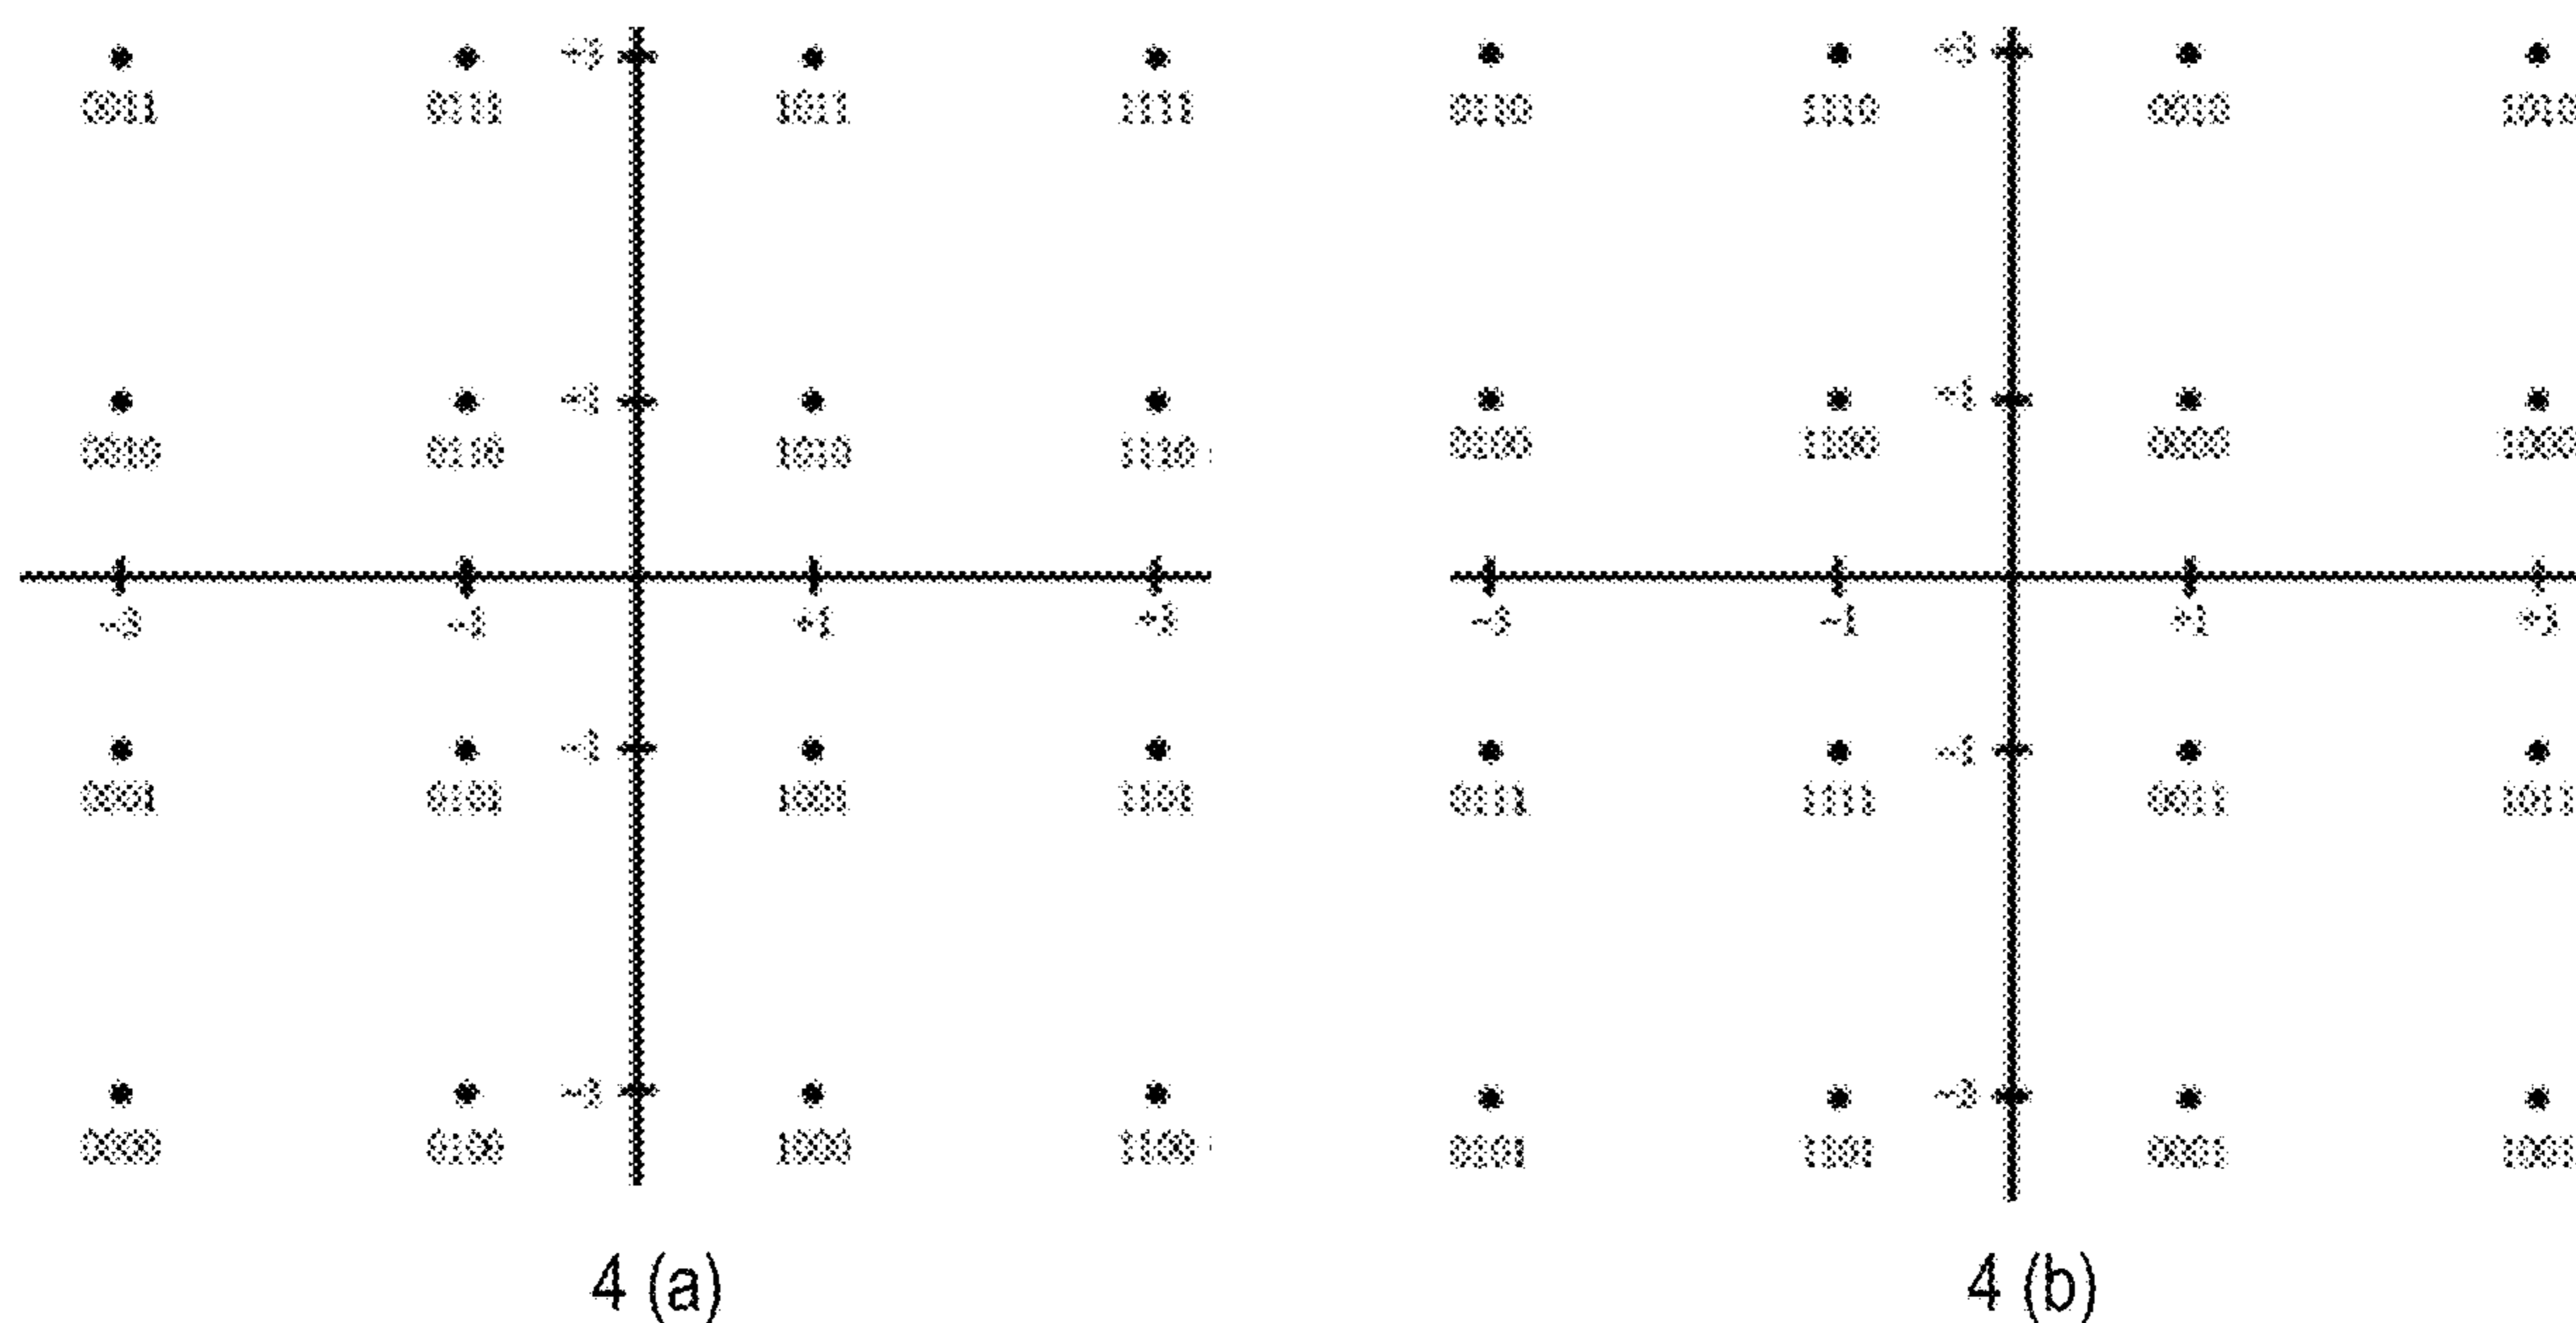 0011 0111 +3 1011 1111
0010 0110 +1 1010 1110
-3 -1 +1 +3
0001 0101 -1 1001 1101
0000 0100 -3 1000 1100
4 (a)
0110 1110 +3 0010 1010
0100 1100 +1 0000 1000
-3 -1 +1 +3
0111 1111 -1 0011 1011
0101 1101 -3 0001 1001
4 (b)